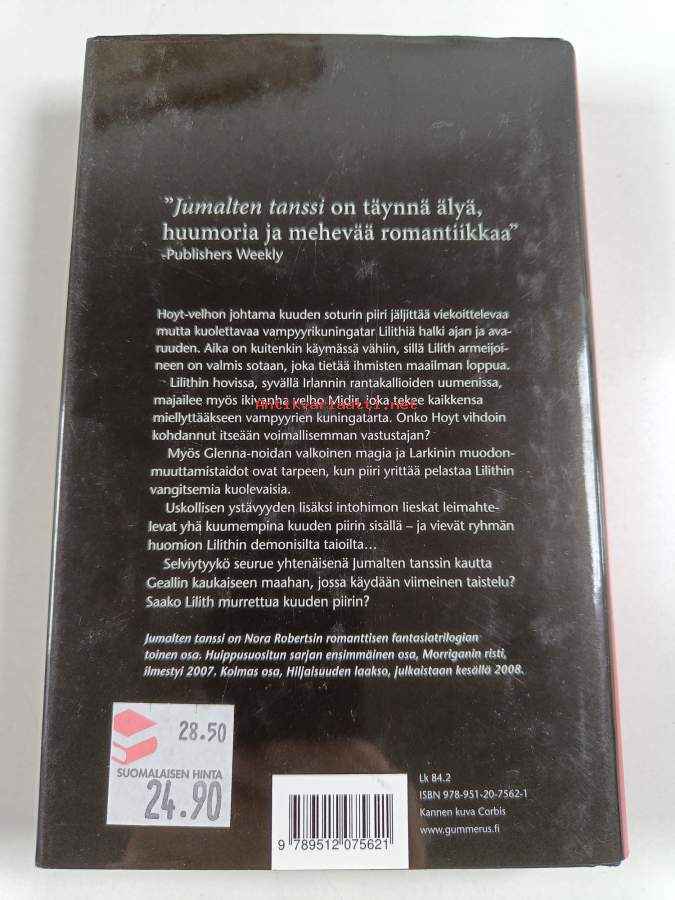 ”Jumalten tanssi on täynnä älyä,
huumoria ja mehevää romantiikkaa”
-Publishers Weekly
Hoyt-velhon johtama kuuden soturin piiri jäljittää viekoittelevaa
mutta kuolettavaa vampyyrikuningatar Lilithiä halki ajan ja ava-
ruuden. Aika on kuitenkin käymässä vähiin, sillä Lilith armeijoi-
neen on valmis sotaan, joka tietää ihmisten maailman loppua.
Lilithin hovissa, syvällä Irlannin rantakallioiden uumenissa,
majailee myös ikivanha velho Midir, joka tekee kaikkensa
Antikvariaatti.net
miellyttääkseen vampyyrien kuningatarta. Onko Hoyt vihdoin
kohdannut itseään voimallisemman vastustajan?
Myös Glenna-noidan valkoinen magia ja Larkinin muodon-
muuttamistaidot ovat tarpeen, kun piiri yrittää pelastaa Lilithin
vangitsemia kuolevaisia.
Uskollisen ystävyyden lisäksi intohimon lieskat leimahte-
levat yhä kuumempina kuuden piirin sisällä – ja vievät ryhmän
huomion Lilithin demonisilta taioilta...
Selviytyykö seurue yhtenäisenä Jumalten tanssin kautta
Geallin kaukaiseen maahan, jossa käydään viimeinen taistelu?
Saako Lilith murrettua kuuden piirin?
Jumalten tanssi on Nora Robertsin romanttisen fantasiatrilogian
toinen osa. Huippusuositun sarjan ensimmäinen osa, Morriganin risti,
ilmestyi 2007. Kolmas osa, Hiljaisuuden laakso, julkaistaan kesällä 2008.
28.50
SUOMALAISEN HINTA
24.90
Lk 84.2
ISBN 978-951-20-7562-1
Kannen kuva Corbis
www.gummerus.fi
9 789512 075621